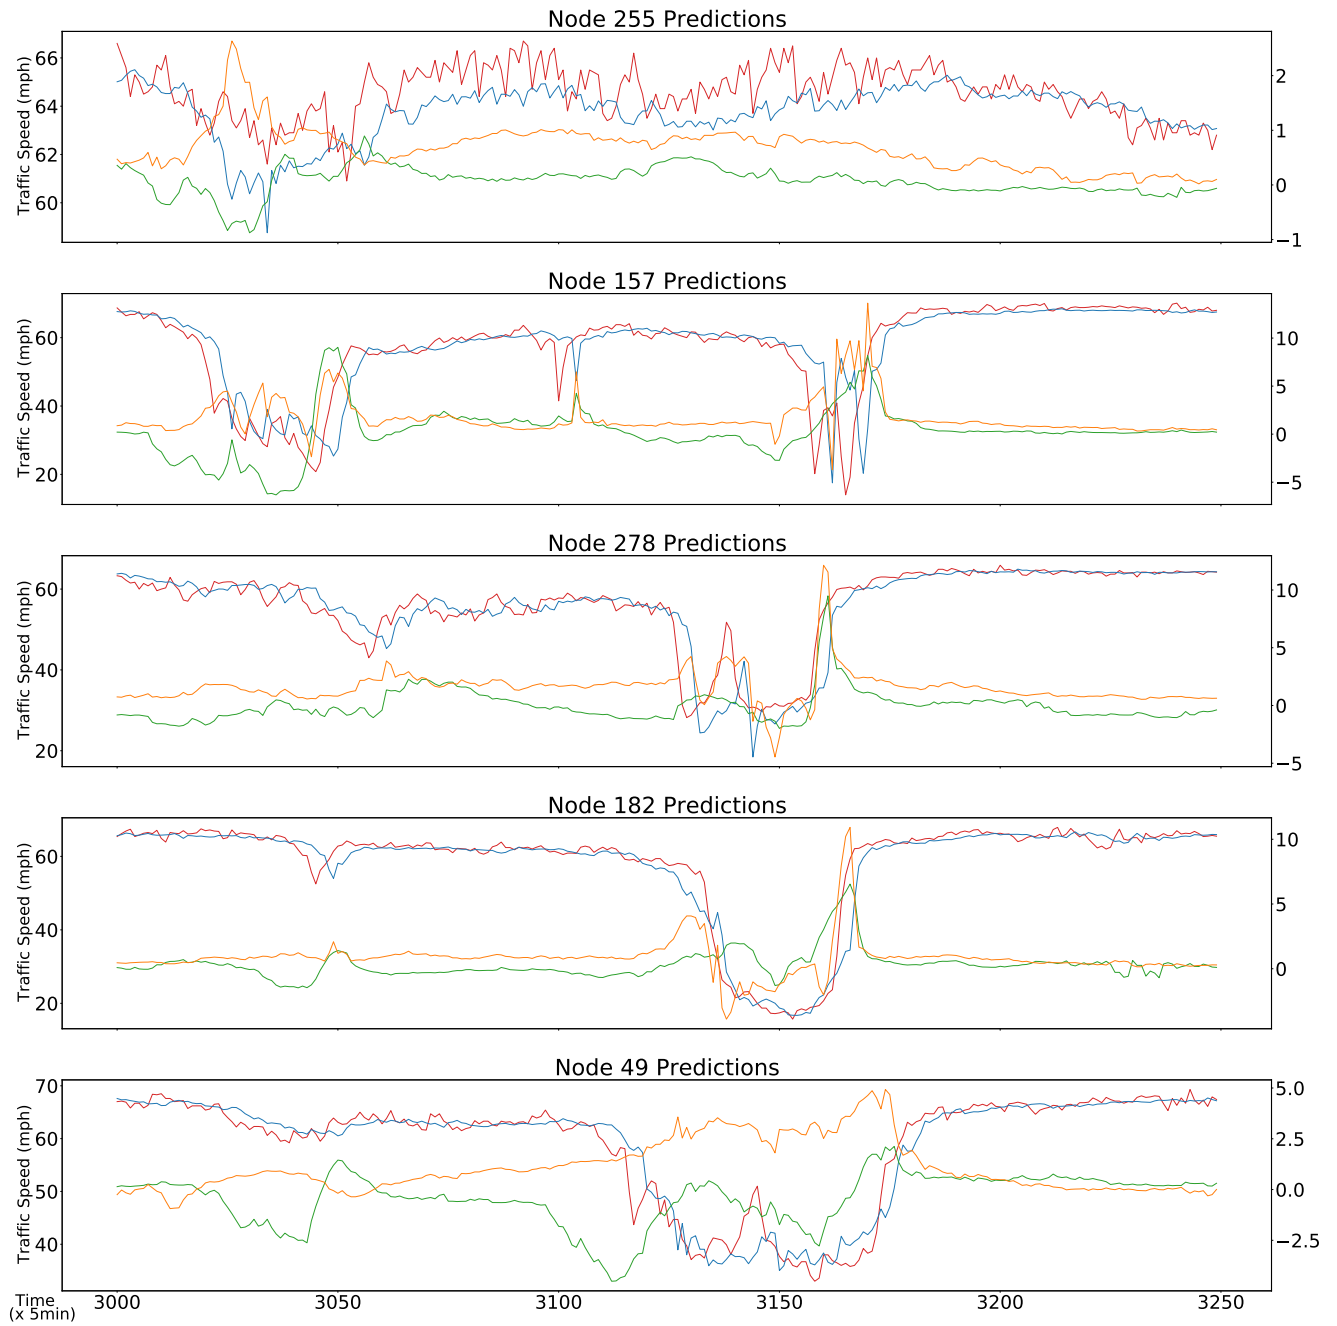 Node 255 Predictions
Traffic Speed (mph)
66
64
62
60
2
1
0
−1
Node 157 Predictions
Traffic Speed (mph)
60
40
20
10
5
0
−5
Node 278 Predictions
Traffic Speed (mph)
60
40
20
10
5
0
−5
Node 182 Predictions
Traffic Speed (mph)
60
40
20
10
5
0
Node 49 Predictions
Traffic Speed (mph)
70
60
50
40
5.0
2.5
0.0
−2.5
Time
(x 5min)
3000 3050 3100 3150 3200 3250